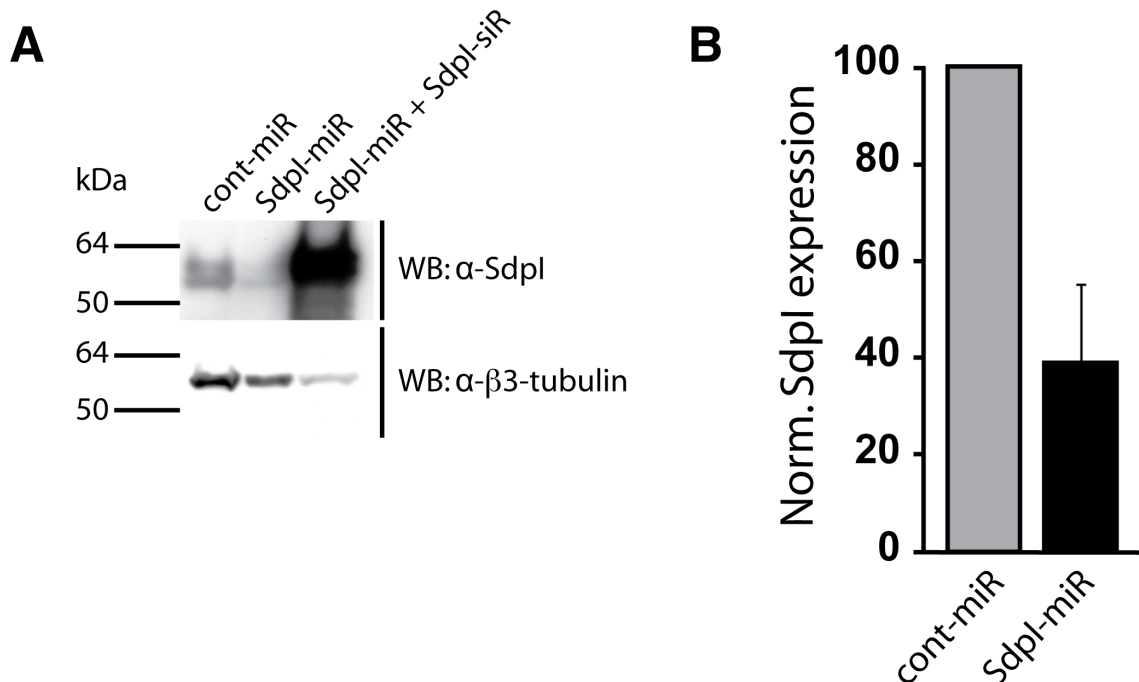 A
cont-miR
SdpI-miR
SdpI-miR + SdpI-siR
kDa
64
50
WB: α-SdpI
64
50
WB: α-β3-tubulin
B
Norm. SdpI expression
100
80
60
40
20
0
cont-miR
SdpI-miR